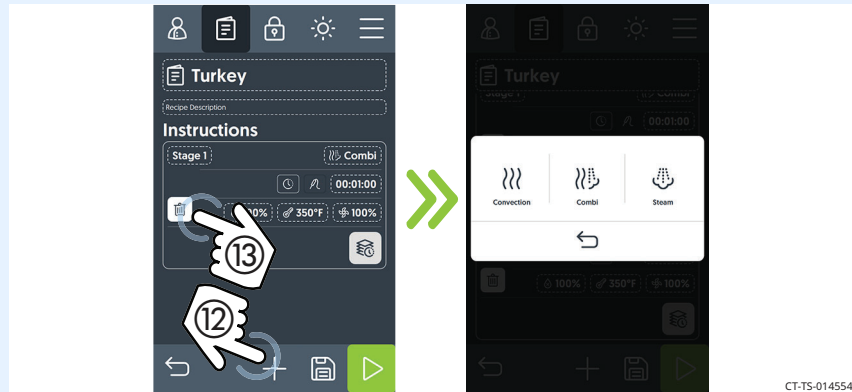 Turkey
Recipe Description
Instructions
Stage 1
Combi
00:01:00
00%
350°F
100%
13
12
Turkey
Stage 1
Combi
00:01:00
Convection
Combi
Steam
100%
350°F
100%
CT-TS-014554